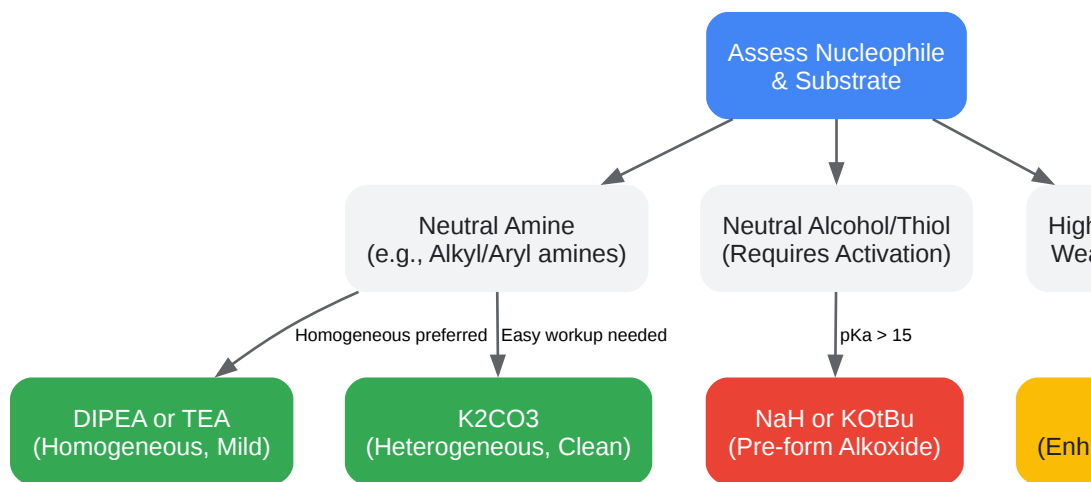 Assess Nucleophile
& Substrate
Neutral Amine
(e.g., Alkyl/Aryl amines)
Neutral Alcohol/Thiol
(Requires Activation)
Homogeneous preferred
Easy workup needed
pKa > 15
DIPEA or TEA
(Homogeneous, Mild)
K2CO3
(Heterogeneous, Clean)
NaH or KOtBu
(Pre-form Alkoxide)